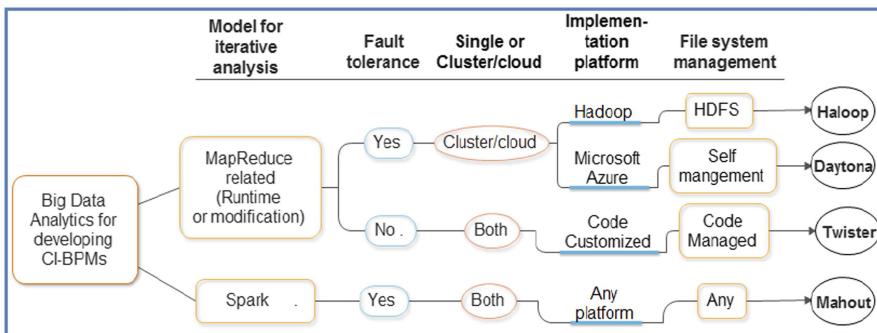 Model for
iterative
analysis
Fault
tolerance
Single or
Cluster/cloud
Implemen-
tation
platform
File system
management
Big Data
Analytics for
developing
CI-BPMs
MapReduce
related
(Runtime
or modification)
Yes
Cluster/cloud
Hadoop
HDFS
Haloop
Microsoft
Azure
Self
mangement
Daytona
No .
Both
Code
Customized
Code
Managed
Twister
Spark .
Yes
Both
Any
platform
Any
Mahout